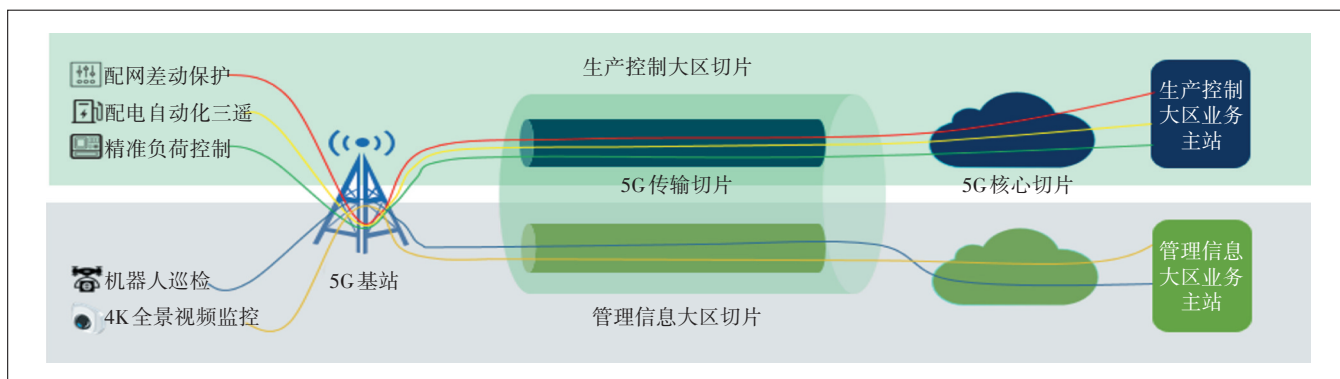 生产控制大区切片
配网差动保护
配电自动化三遥
精准负荷控制
生产控制
大区业务
主站
5G传输切片
5G核心切片
5G基站
机器人巡检
4K全景视频监控
管理信息大区切片
管理信息
大区业务
主站